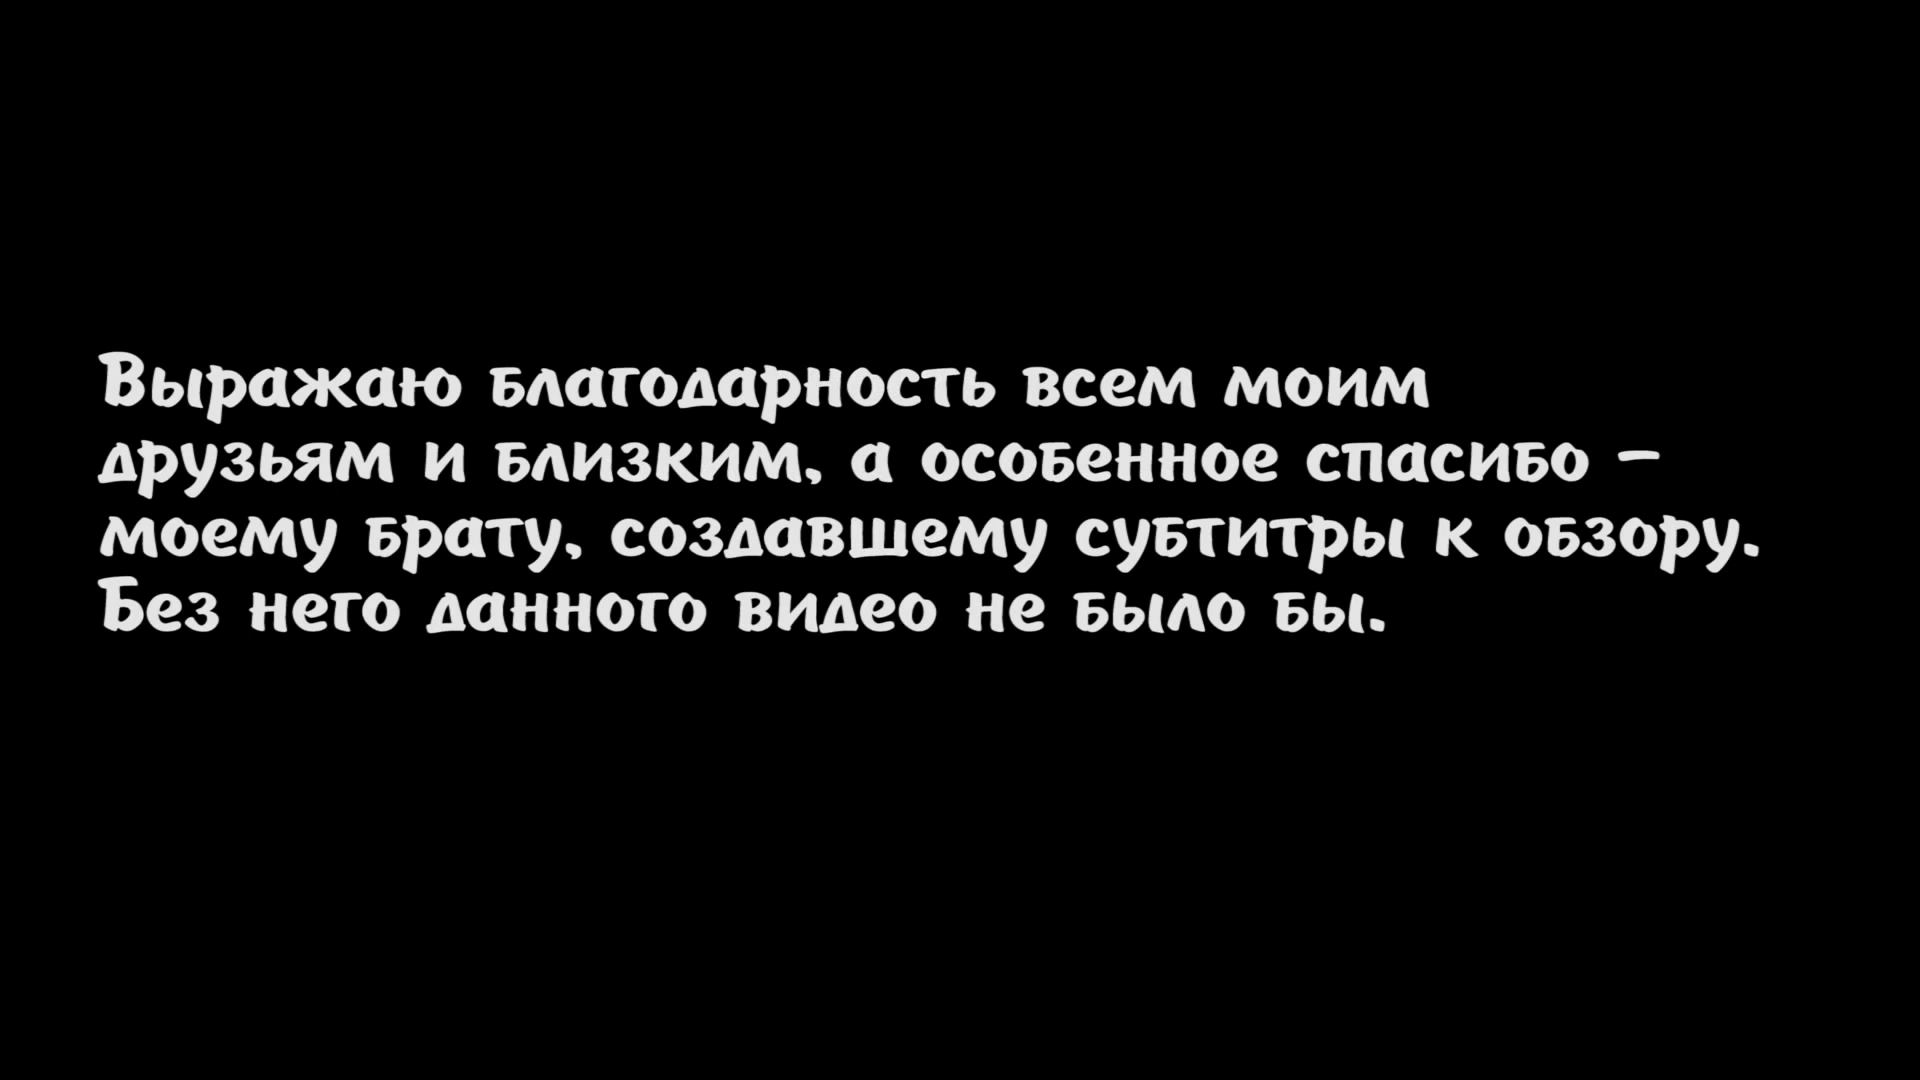 Выражаю благодарность всем моим
друзьям и близким, а особенное спасибо –
моему брату, создавшему субтитры к обзору.
Без него данного видео не было бы.